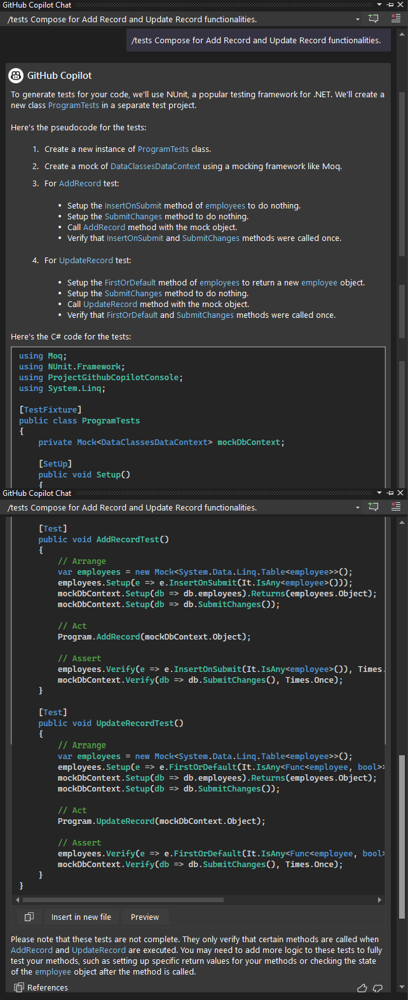 GitHub Copilot Chat
/tests Compose for Add Record and Update Record functionalities.
/tests Compose for Add Record and Update Record functionalities.
GitHub Copilot
To generate tests for your code, we'll use NUnit, a popular testing framework for .NET. We'll create a
new class ProgramTests in a separate test project.
Here's the pseudocode for the tests:
1. Create a new instance of ProgramTests class.
2. Create a mock of DataClassesDataContext using a mocking framework like Moq.
3. For AddRecord test:
• Setup the InsertOnSubmit method of employees to do nothing.
• Setup the SubmitChanges method to do nothing.
• Call AddRecord method with the mock object.
• Verify that InsertOnSubmit and SubmitChanges methods were called once.
4. For UpdateRecord test:
• Setup the FirstOrDefault method of employees to return a new employee object.
• Setup the SubmitChanges method to do nothing.
• Call UpdateRecord method with the mock object.
• Verify that FirstOrDefault and SubmitChanges methods were called once.
Here's the C# code for the tests:
using Moq;
using NUnit.Framework;
using ProjectGithubCopilotConsole;
using System.Linq;
[TestFixture]
public class ProgramTests
{
private Mock<DataClassesDataContext> mockDbContext;
[SetUp]
public void Setup()
{
GitHub Copilot Chat
/tests Compose for Add Record and Update Record functionalities.
[Test]
public void AddRecordTest()
{
// Arrange
var employees = new Mock<System.Data.Linq.Table<employee>>();
employees.Setup(e => e.InsertOnSubmit(It.IsAny<employee>()));
mockDbContext.Setup(db => db.employees).Returns(employees.Object);
mockDbContext.Setup(db => db.SubmitChanges());
// Act
Program.AddRecord(mockDbContext.Object);
// Assert
employees.Verify(e => e.InsertOnSubmit(It.IsAny<employee>()), Times.
mockDbContext.Verify(db => db.SubmitChanges(), Times.Once);
}
[Test]
public void UpdateRecordTest()
{
// Arrange
var employees = new Mock<System.Data.Linq.Table<employee>>();
employees.Setup(e => e.FirstOrDefault(It.IsAny<Func<employee, bool>>
mockDbContext.Setup(db => db.employees).Returns(employees.Object);
mockDbContext.Setup(db => db.SubmitChanges());
// Act
Program.UpdateRecord(mockDbContext.Object);
// Assert
employees.Verify(e => e.FirstOrDefault(It.IsAny<Func<employee, bool>
mockDbContext.Verify(db => db.SubmitChanges(), Times.Once);
}
}
Insert in new file Preview
Please note that these tests are not complete. They only verify that certain methods are called when
AddRecord and UpdateRecord are executed. You may need to add more logic to these tests to fully
test your methods, such as setting up specific return values for your methods or checking the state
of the employee object after the method is called.
References